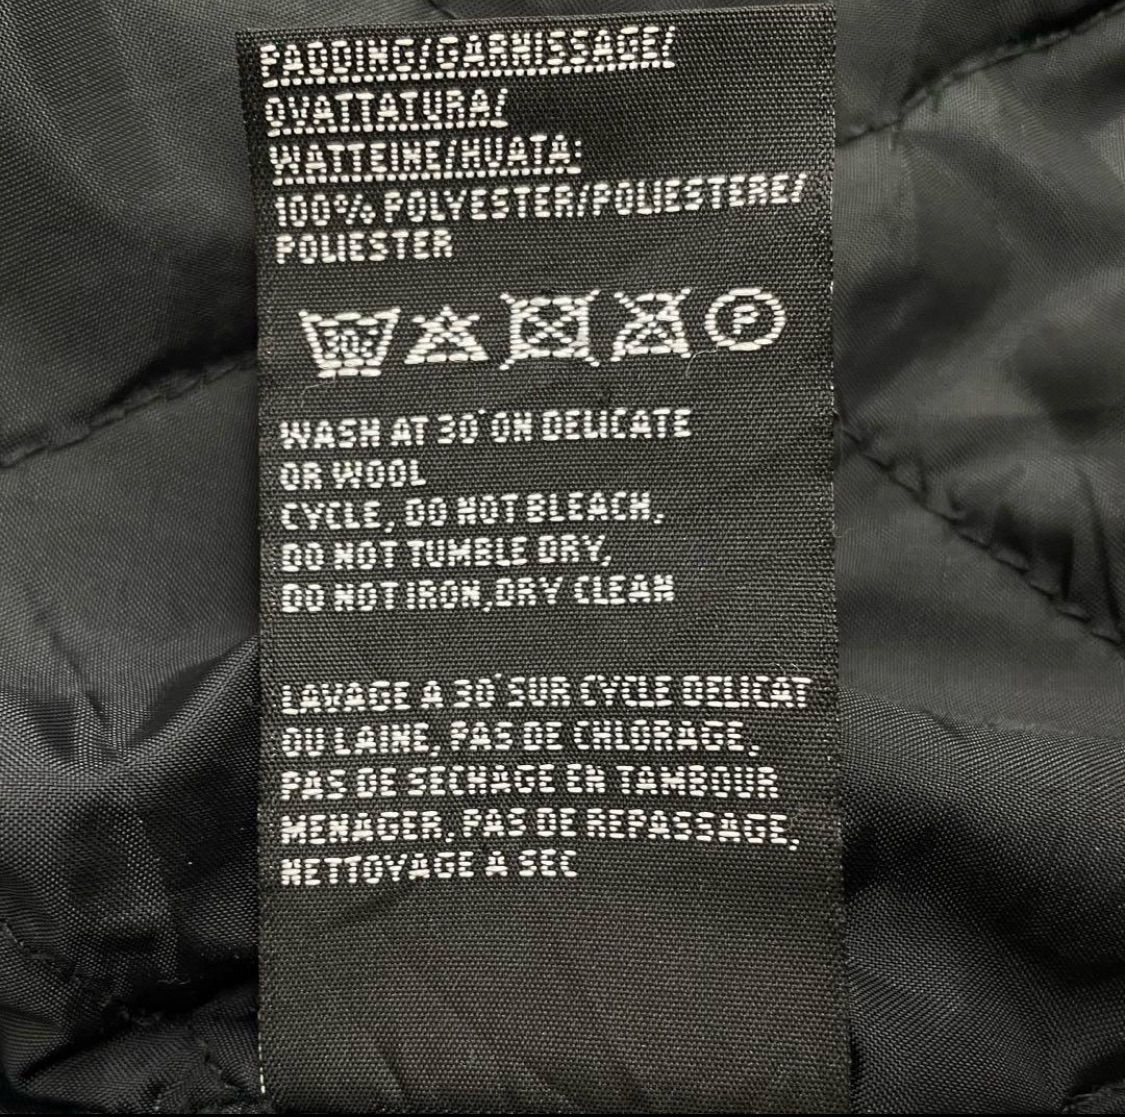 PADDING/GARNISSAGE/
OVATTATURA/
WATTEINE/HUATA:
100% POLYESTER/POLIESTERE/
POLIESTER
30°
P
WASH AT 30°ON DELICATE
OR WOOL
CYCLE, DO NOT BLEACH,
DO NOT TUMBLE DRY,
DO NOT IRON,DRY CLEAN
LAVAGE A 30°SUR CYCLE DELICAT
OU LAINE, PAS DE CHLORAGE,
PAS DE SECHAGE EN TAMBOUR
MENAGER, PAS DE REPASSAGE,
NETTOYAGE A SEC